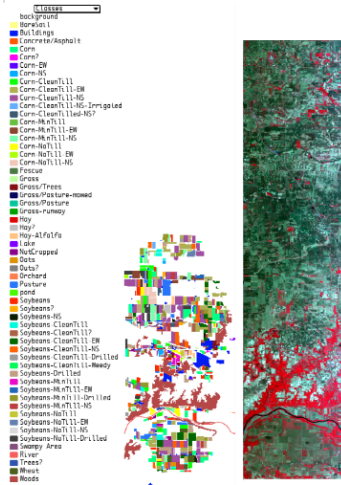 Classes
background
BareSoil
Buildings
Concrete/Asphalt
Corn
Corn?
Corn-EW
Corn-NS
Corn-CleanTill
Corn-CleanTill-EW
Corn-CleanTill-NS
Corn-CleanTill-NS-Irrigated
Corn-CleanTilled-NS?
Corn-MinTill
Corn-MinTill-EW
Corn-MinTill-NS
Corn-NoTill
Corn-NoTill-EW
Corn-NoTill-NS
Fescue
Grass
Grass/Trees
Grass/Pasture-mowed
Grass/Pasture
Grass-runway
Hay
Hay?
Hay-Alfalfa
Lake
NotCropped
Oats
Oats?
Orchard
Pasture
pond
Soybeans
Soybeans?
Soybeans-NS
Soybeans-CleanTill
Soybeans-CleanTill?
Soybeans-CleanTill-EW
Soybeans-CleanTill-NS
Soybeans-CleanTill-Drilled
Soybeans-CleanTill-Weedy
Soybeans-Drilled
Soybeans-MinTill
Soybeans-MinTill-EW
Soybeans-MinTill-Drilled
Soybeans-MinTill-NS
Soybeans-NoTill
Soybeans-NoTill-EW
Soybeans-NoTill-NS
Soybeans-NoTill-Drilled
Swampy Area
River
Trees?
Wheat
Woods